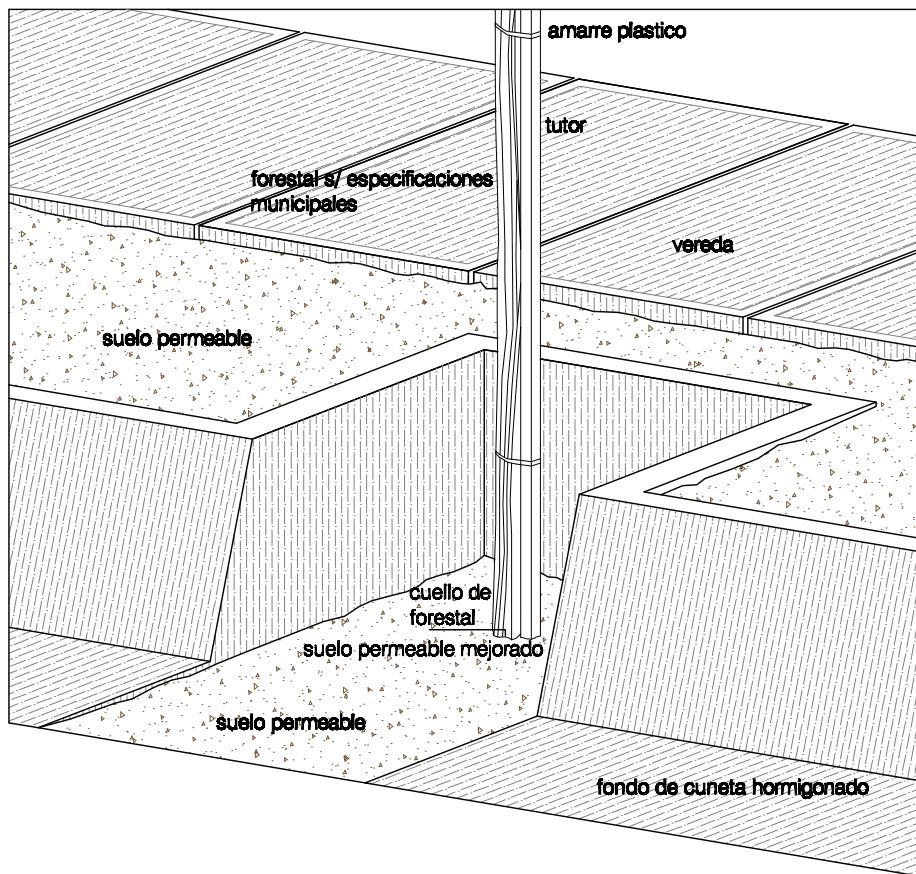 amarre plastico
tutor
forestal s/ especificaciones
municipales
vereda
suelo permeable
cuello de
forestal
suelo permeable mejorado
suelo permeable
fondo de cuneta hormigonado